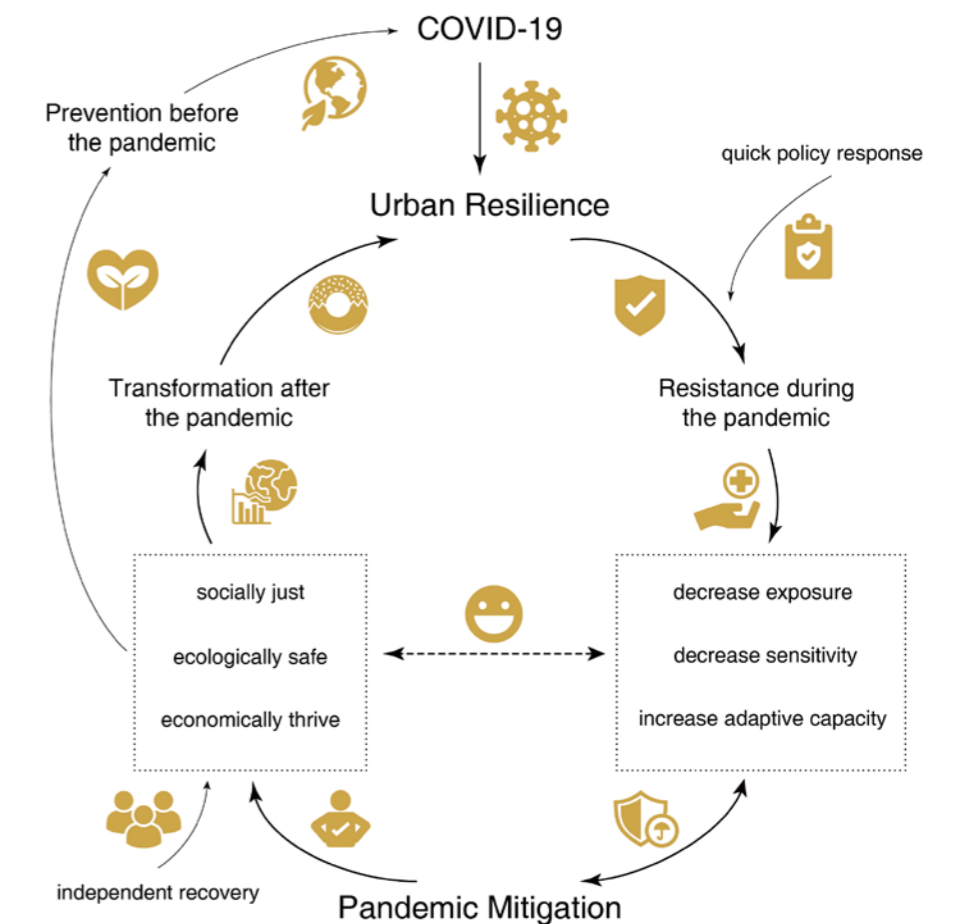 COVID-19
Prevention before
the pandemic
quick policy response
Urban Resilience
Transformation after
the pandemic
Resistance during
the pandemic
socially just
ecologically safe
economically thrive
decrease exposure
decrease sensitivity
increase adaptive capacity
independent recovery
Pandemic Mitigation